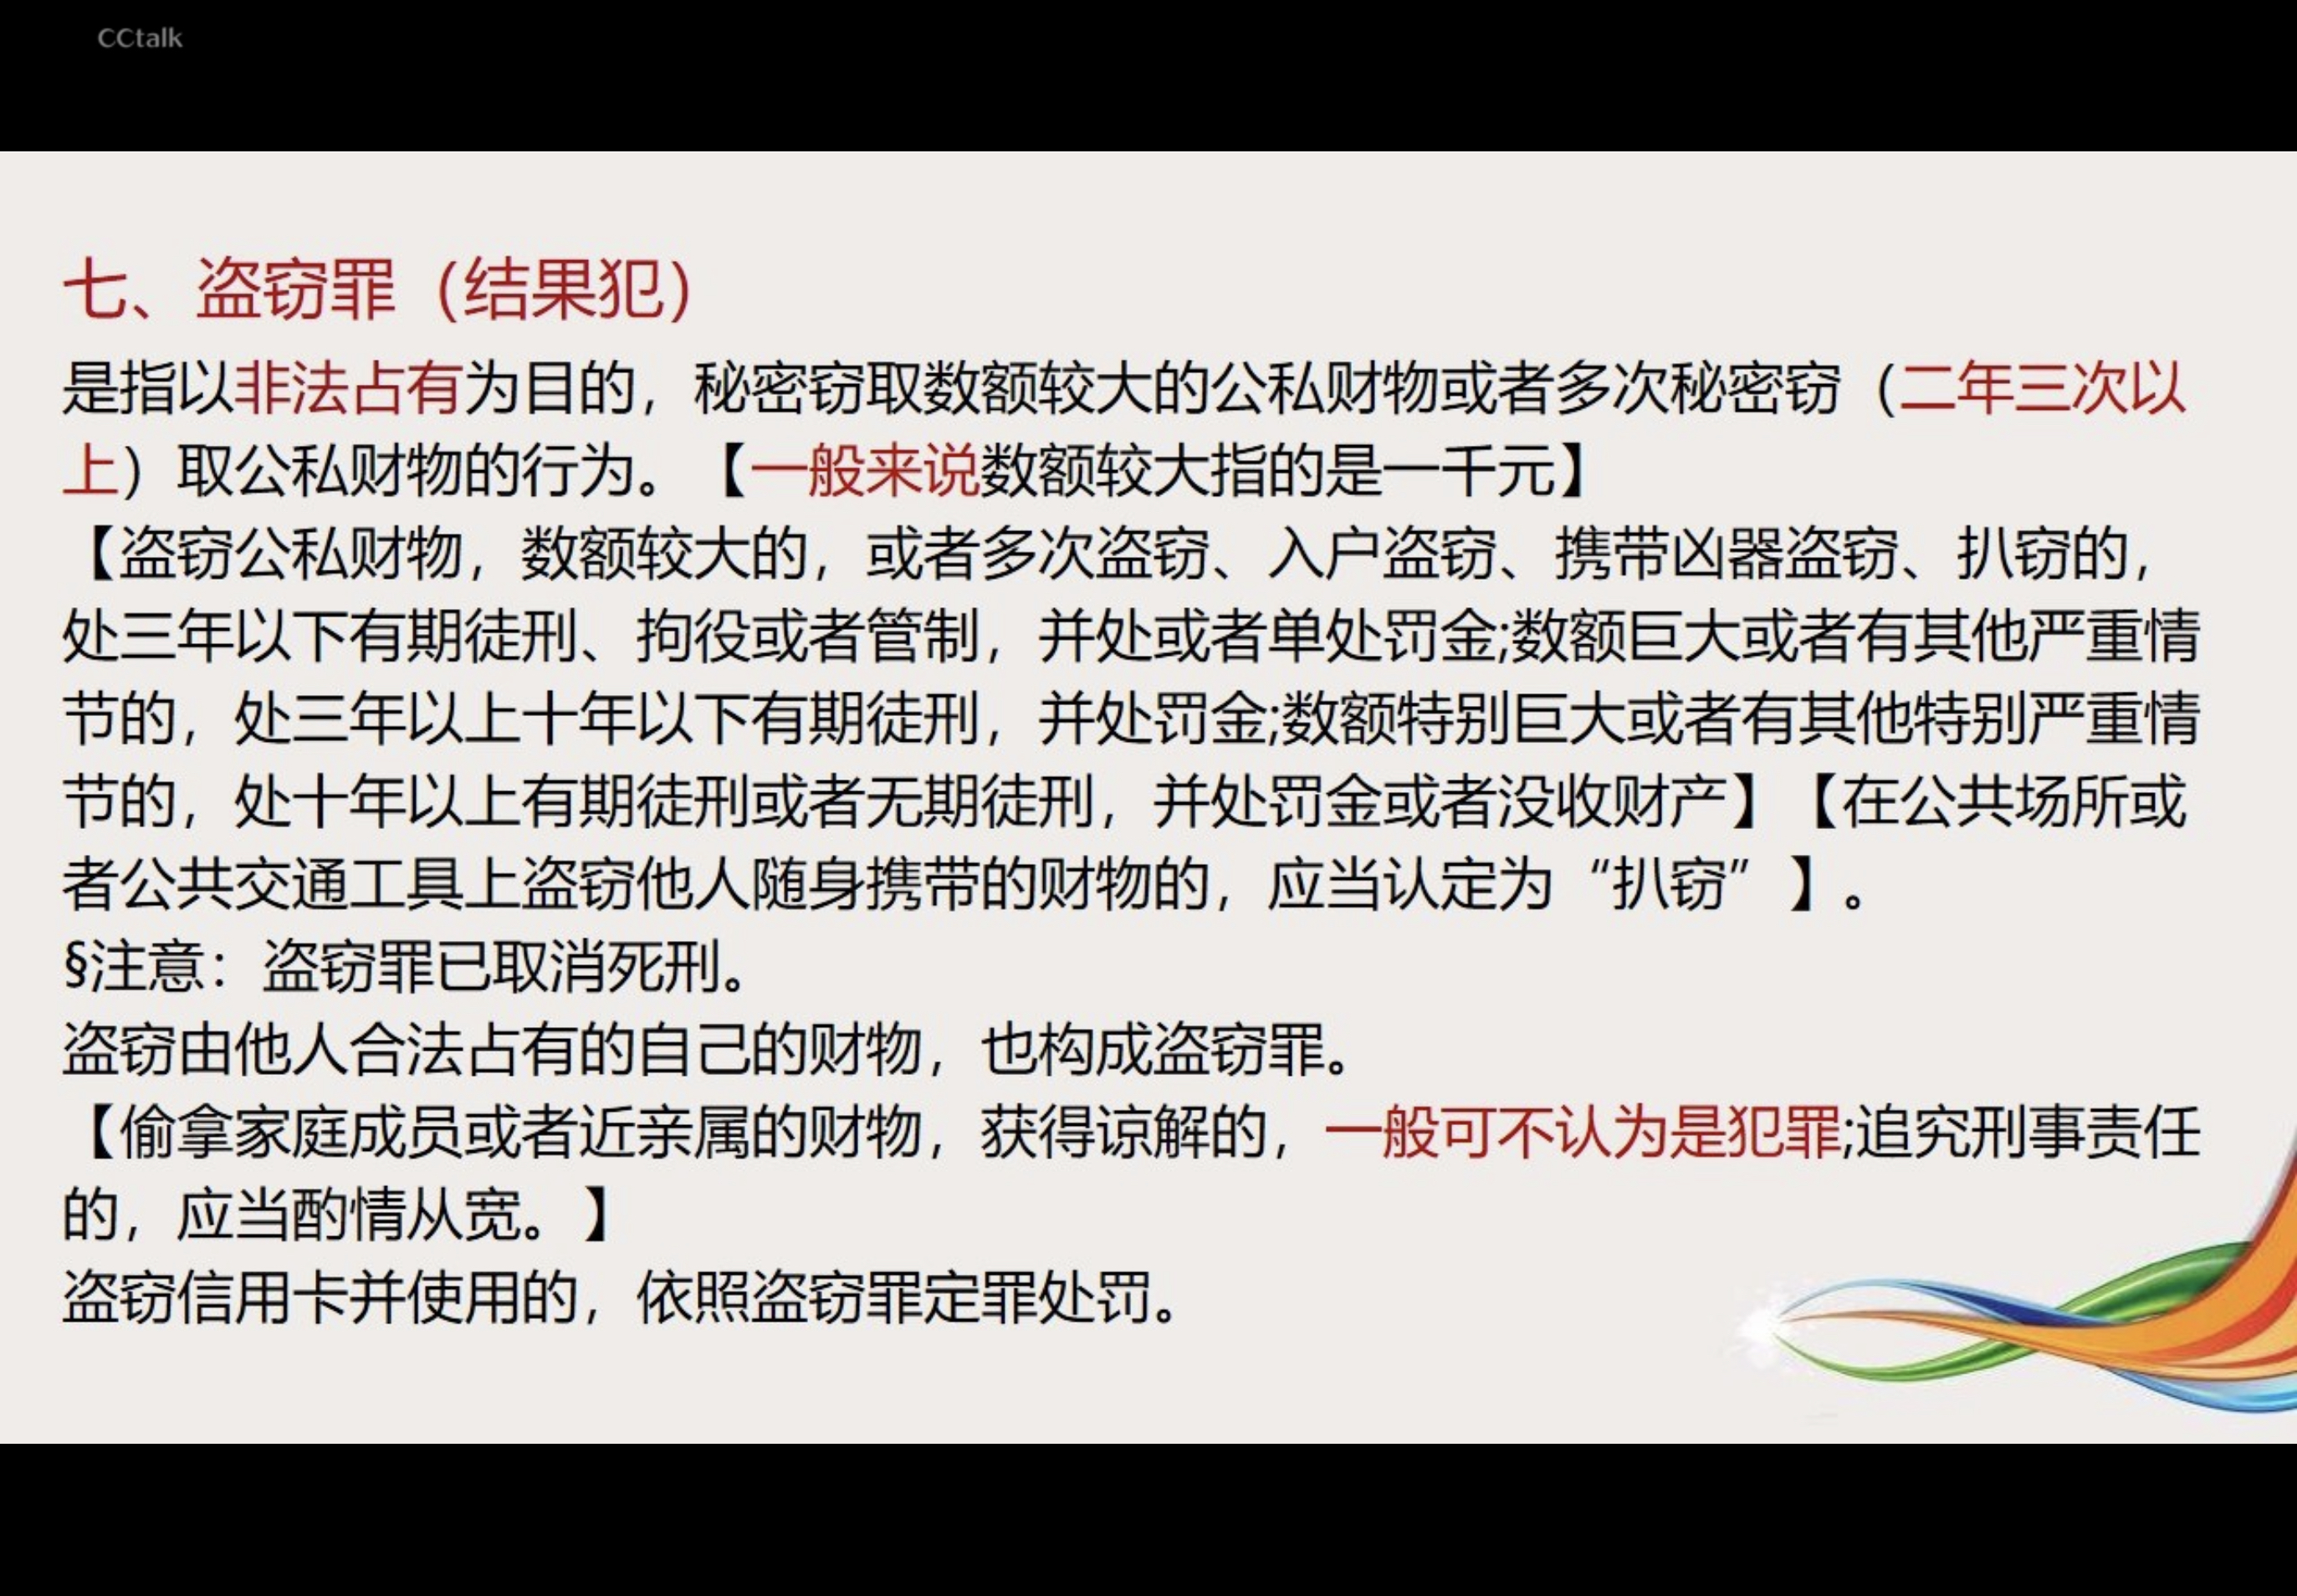 CCtalk
七、盗窃罪（结果犯）
是指以非法占有为目的，秘密窃取数额较大的公私财物或者多次秘密窃（二年三次以
上）取公私财物的行为。【一般来说数额较大指的是一千元】
【盗窃公私财物，数额较大的，或者多次盗窃、入户盗窃、携带凶器盗窃、扒窃的，
处三年以下有期徒刑、拘役或者管制，并处或者单处罚金;数额巨大或者有其他严重情
节的，处三年以上十年以下有期徒刑，并处罚金;数额特别巨大或者有其他特别严重情
节的，处十年以上有期徒刑或者无期徒刑，并处罚金或者没收财产】【在公共场所或
者公共交通工具上盗窃他人随身携带的财物的，应当认定为“扒窃”】。
§注意：盗窃罪已取消死刑。
盗窃由他人合法占有的自己的财物，也构成盗窃罪。
【偷拿家庭成员或者近亲属的财物，获得谅解的，一般可不认为是犯罪;追究刑事责任
的，应当酌情从宽。】
盗窃信用卡并使用的，依照盗窃罪定罪处罚。